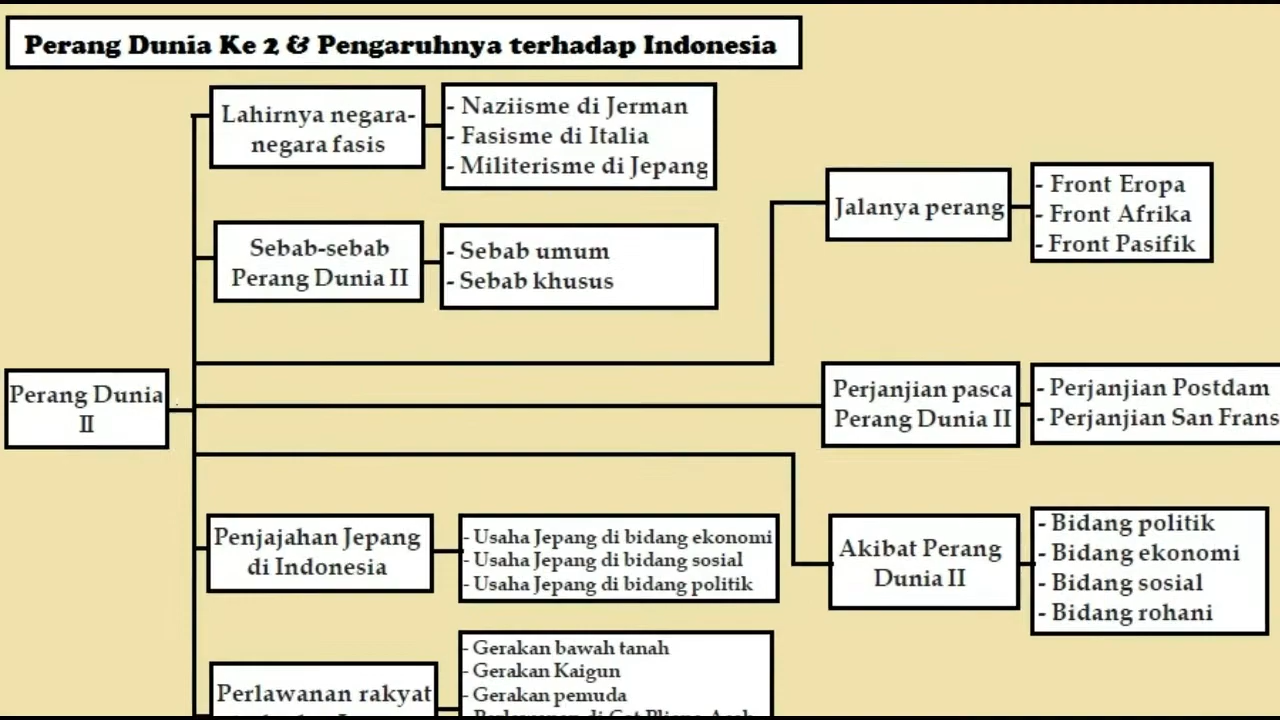 Perang Dunia Ke 2 & Pengaruhnya terhadap Indonesia
Lahirnya negara-
negara fasis
- Naziisme di Jerman
- Fasisme di Italia
- Militerisme di Jepang
Sebab-sebab
Perang Dunia II
- Sebab umum
- Sebab khusus
Jalanya perang
- Front Eropa
- Front Afrika
- Front Pasifik
Perang Dunia
II
Perjanjian pasca
Perang Dunia II
- Perjanjian Postdam
- Perjanjian San Frans
Penjajahan Jepang
di Indonesia
- Usaha Jepang di bidang ekonomi
- Usaha Jepang di bidang sosial
- Usaha Jepang di bidang politik
Akibat Perang
Dunia II
- Bidang politik
- Bidang ekonomi
- Bidang sosial
- Bidang rohani
Perlawanan rakyat
- Gerakan bawah tanah
- Gerakan Kaigun
- Gerakan pemuda